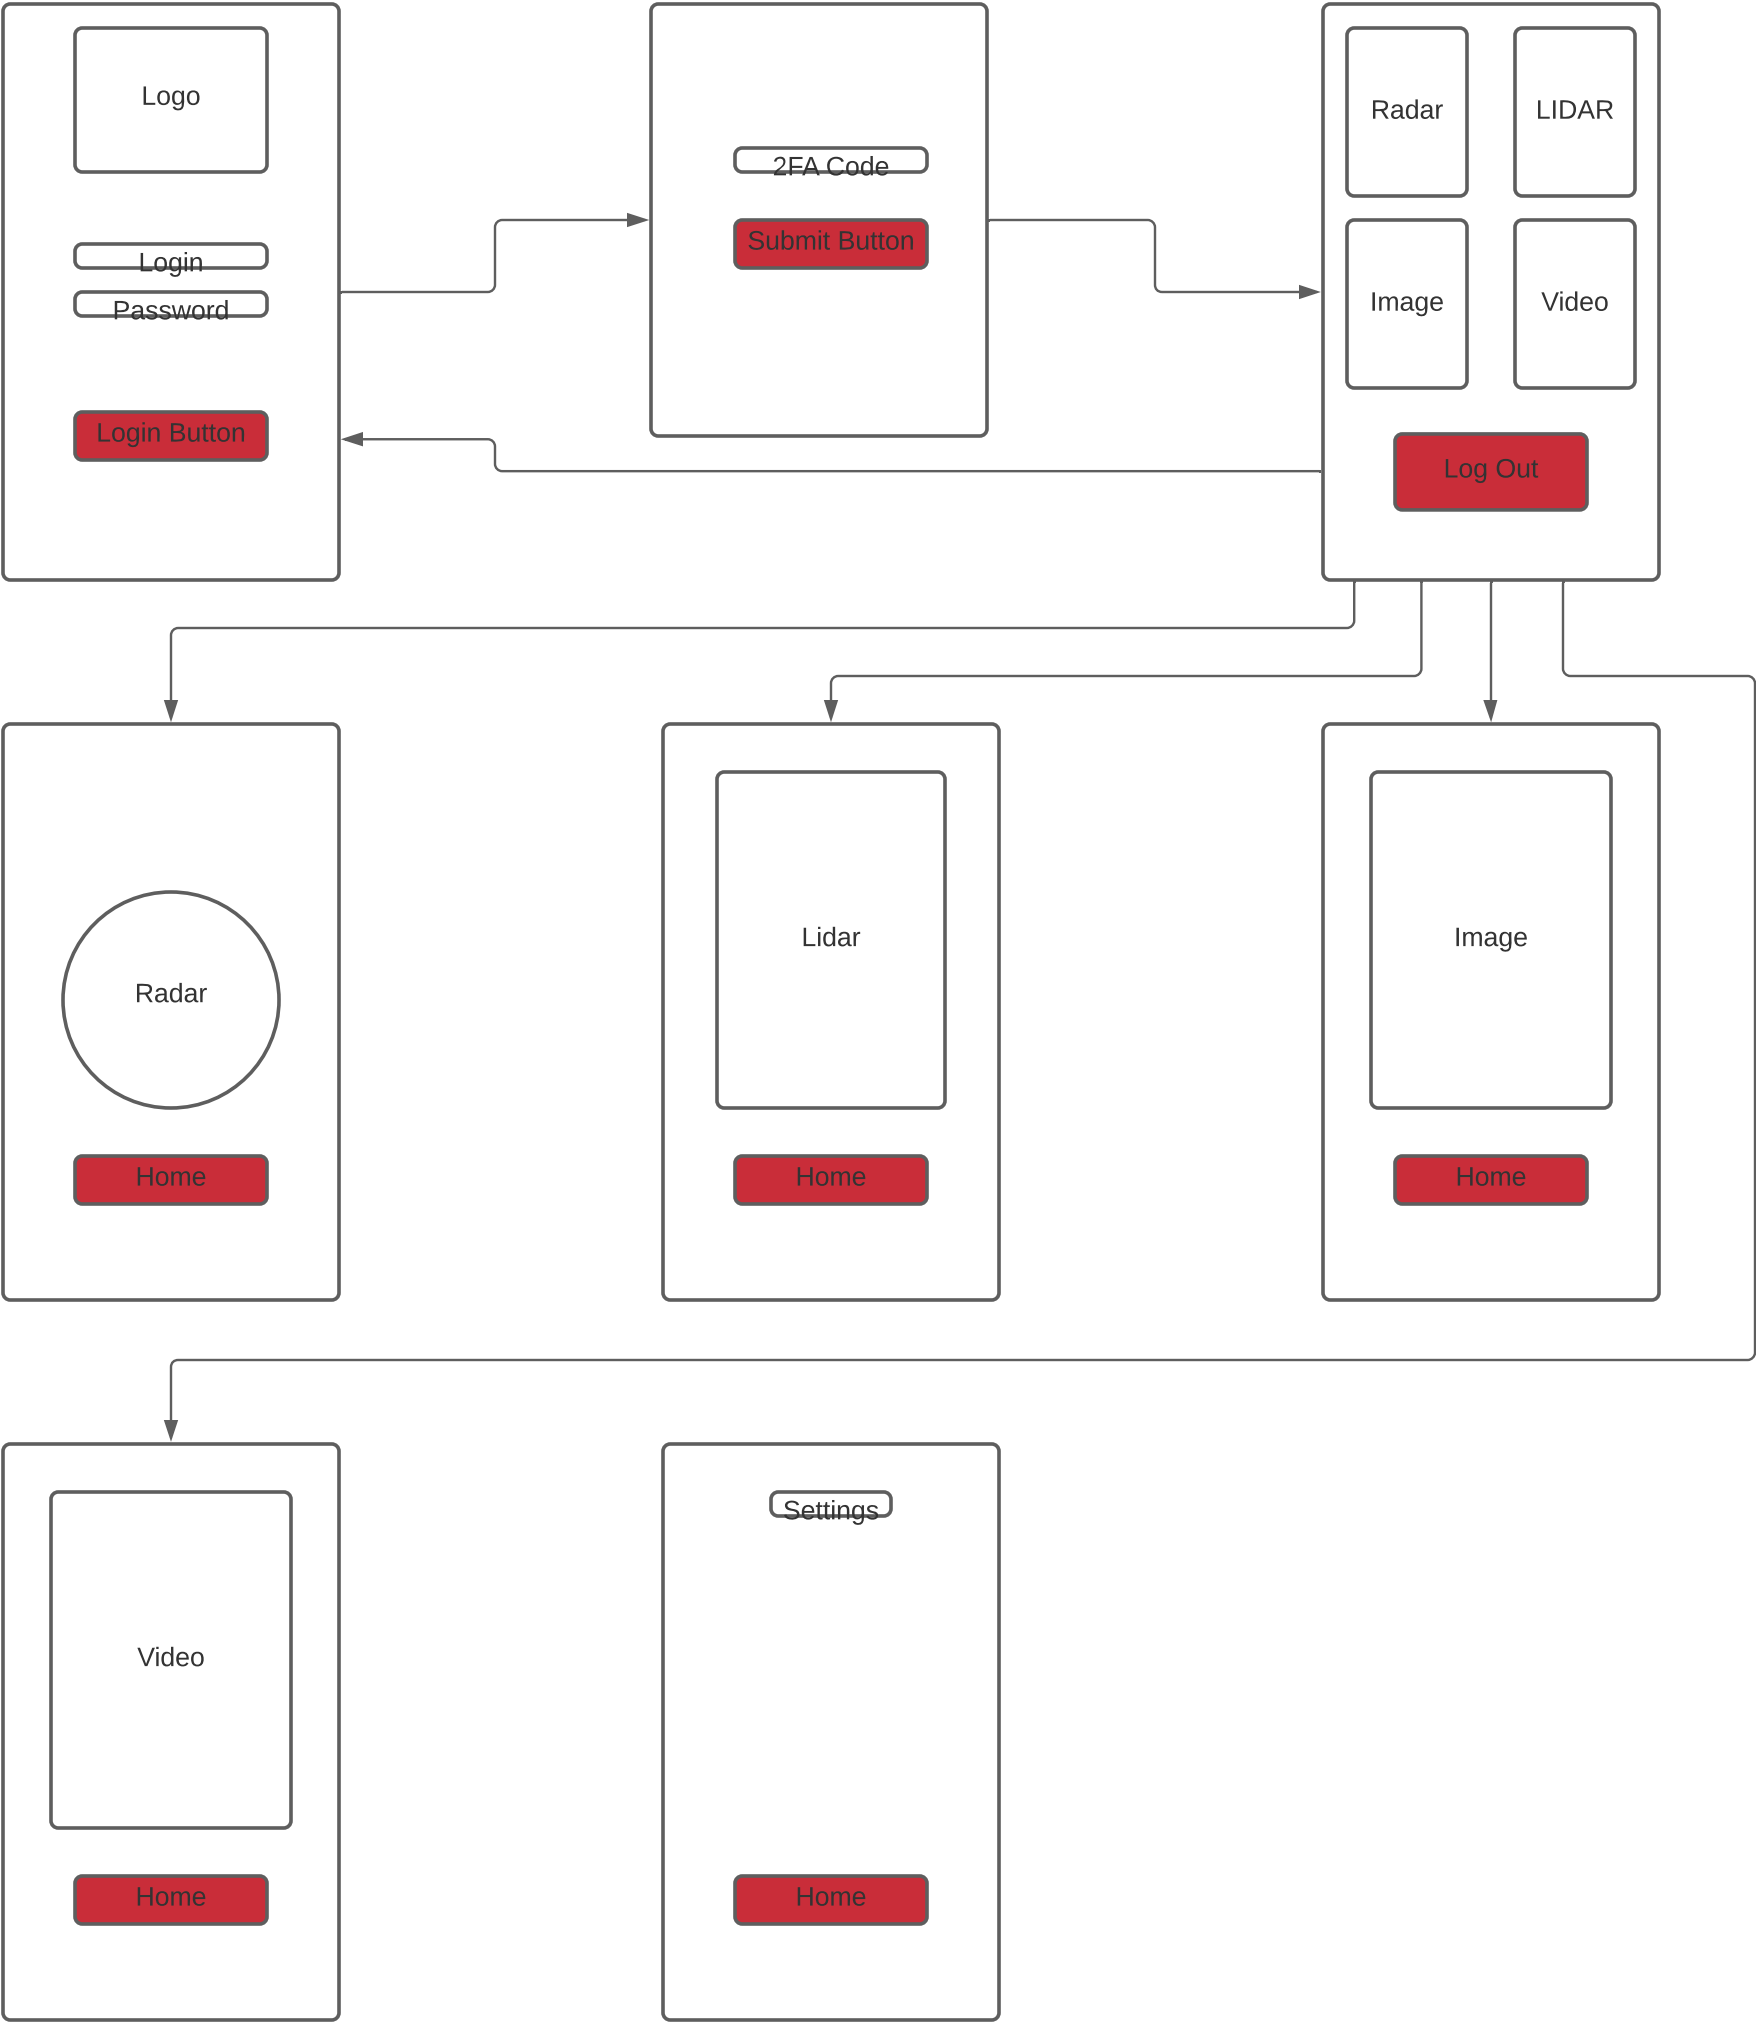 Logo
Login
Password
Login Button
2FA Code
Submit Button
Radar
LIDAR
Image
Video
Log Out
Radar
Home
Lidar
Home
Image
Home
Video
Home
Settings
Home